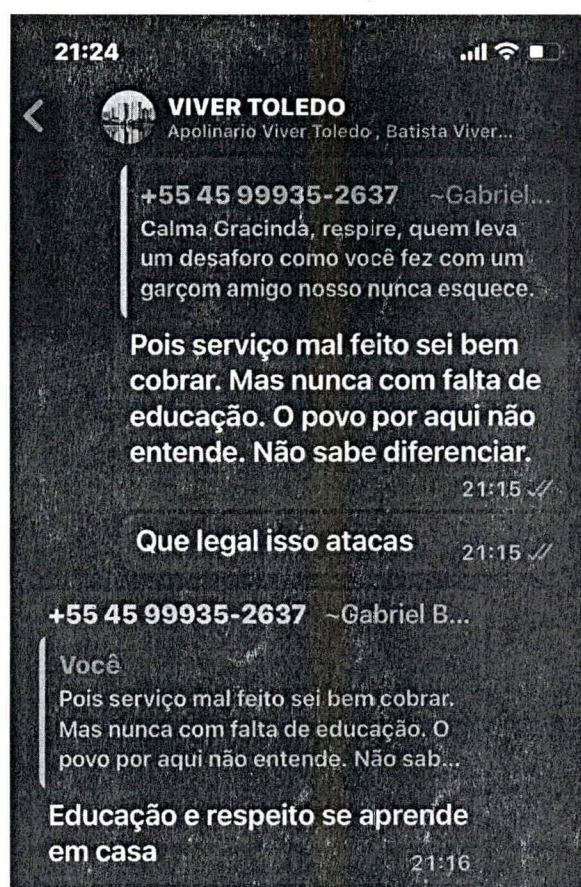 21:24
VIVER TOLEDO
Apolinario Viver Toledo , Batista Viver...
+55 45 99935-2637 ~Gabriel...
Calma Gracinda, respire, quem leva
um desaforo como você fez com um
garçom amigo nosso nunca esquece.
Pois serviço mal feito sei bem
cobrar. Mas nunca com falta de
educação. O povo por aqui não
entende. Não sabe diferenciar.
21:15
Que legal isso atacas 21:15
+55 45 99935-2637 ~Gabriel B...
Você
Pois serviço mal feito sei bem cobrar.
Mas nunca com falta de educação. O
povo por aqui não entende. Não sab...
Educação e respeito se aprende
em casa
21:16